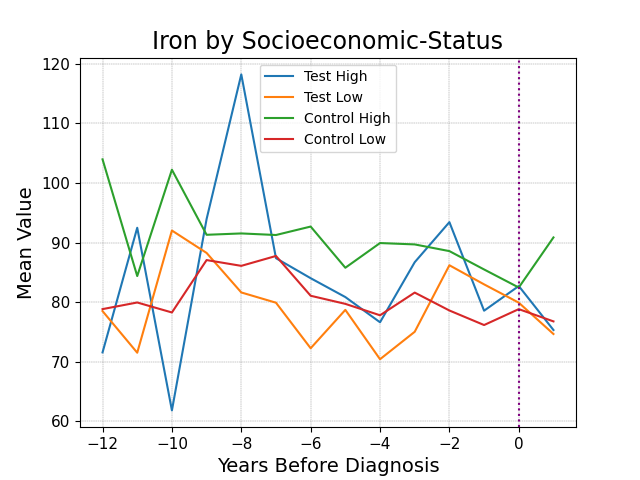 Iron by Socioeconomic-Status
120
110
100
90
80
70
60
Mean Value
Test High
Test Low
Control High
Control Low
−12
−10
−8
−6
−4
−2
0
Years Before Diagnosis